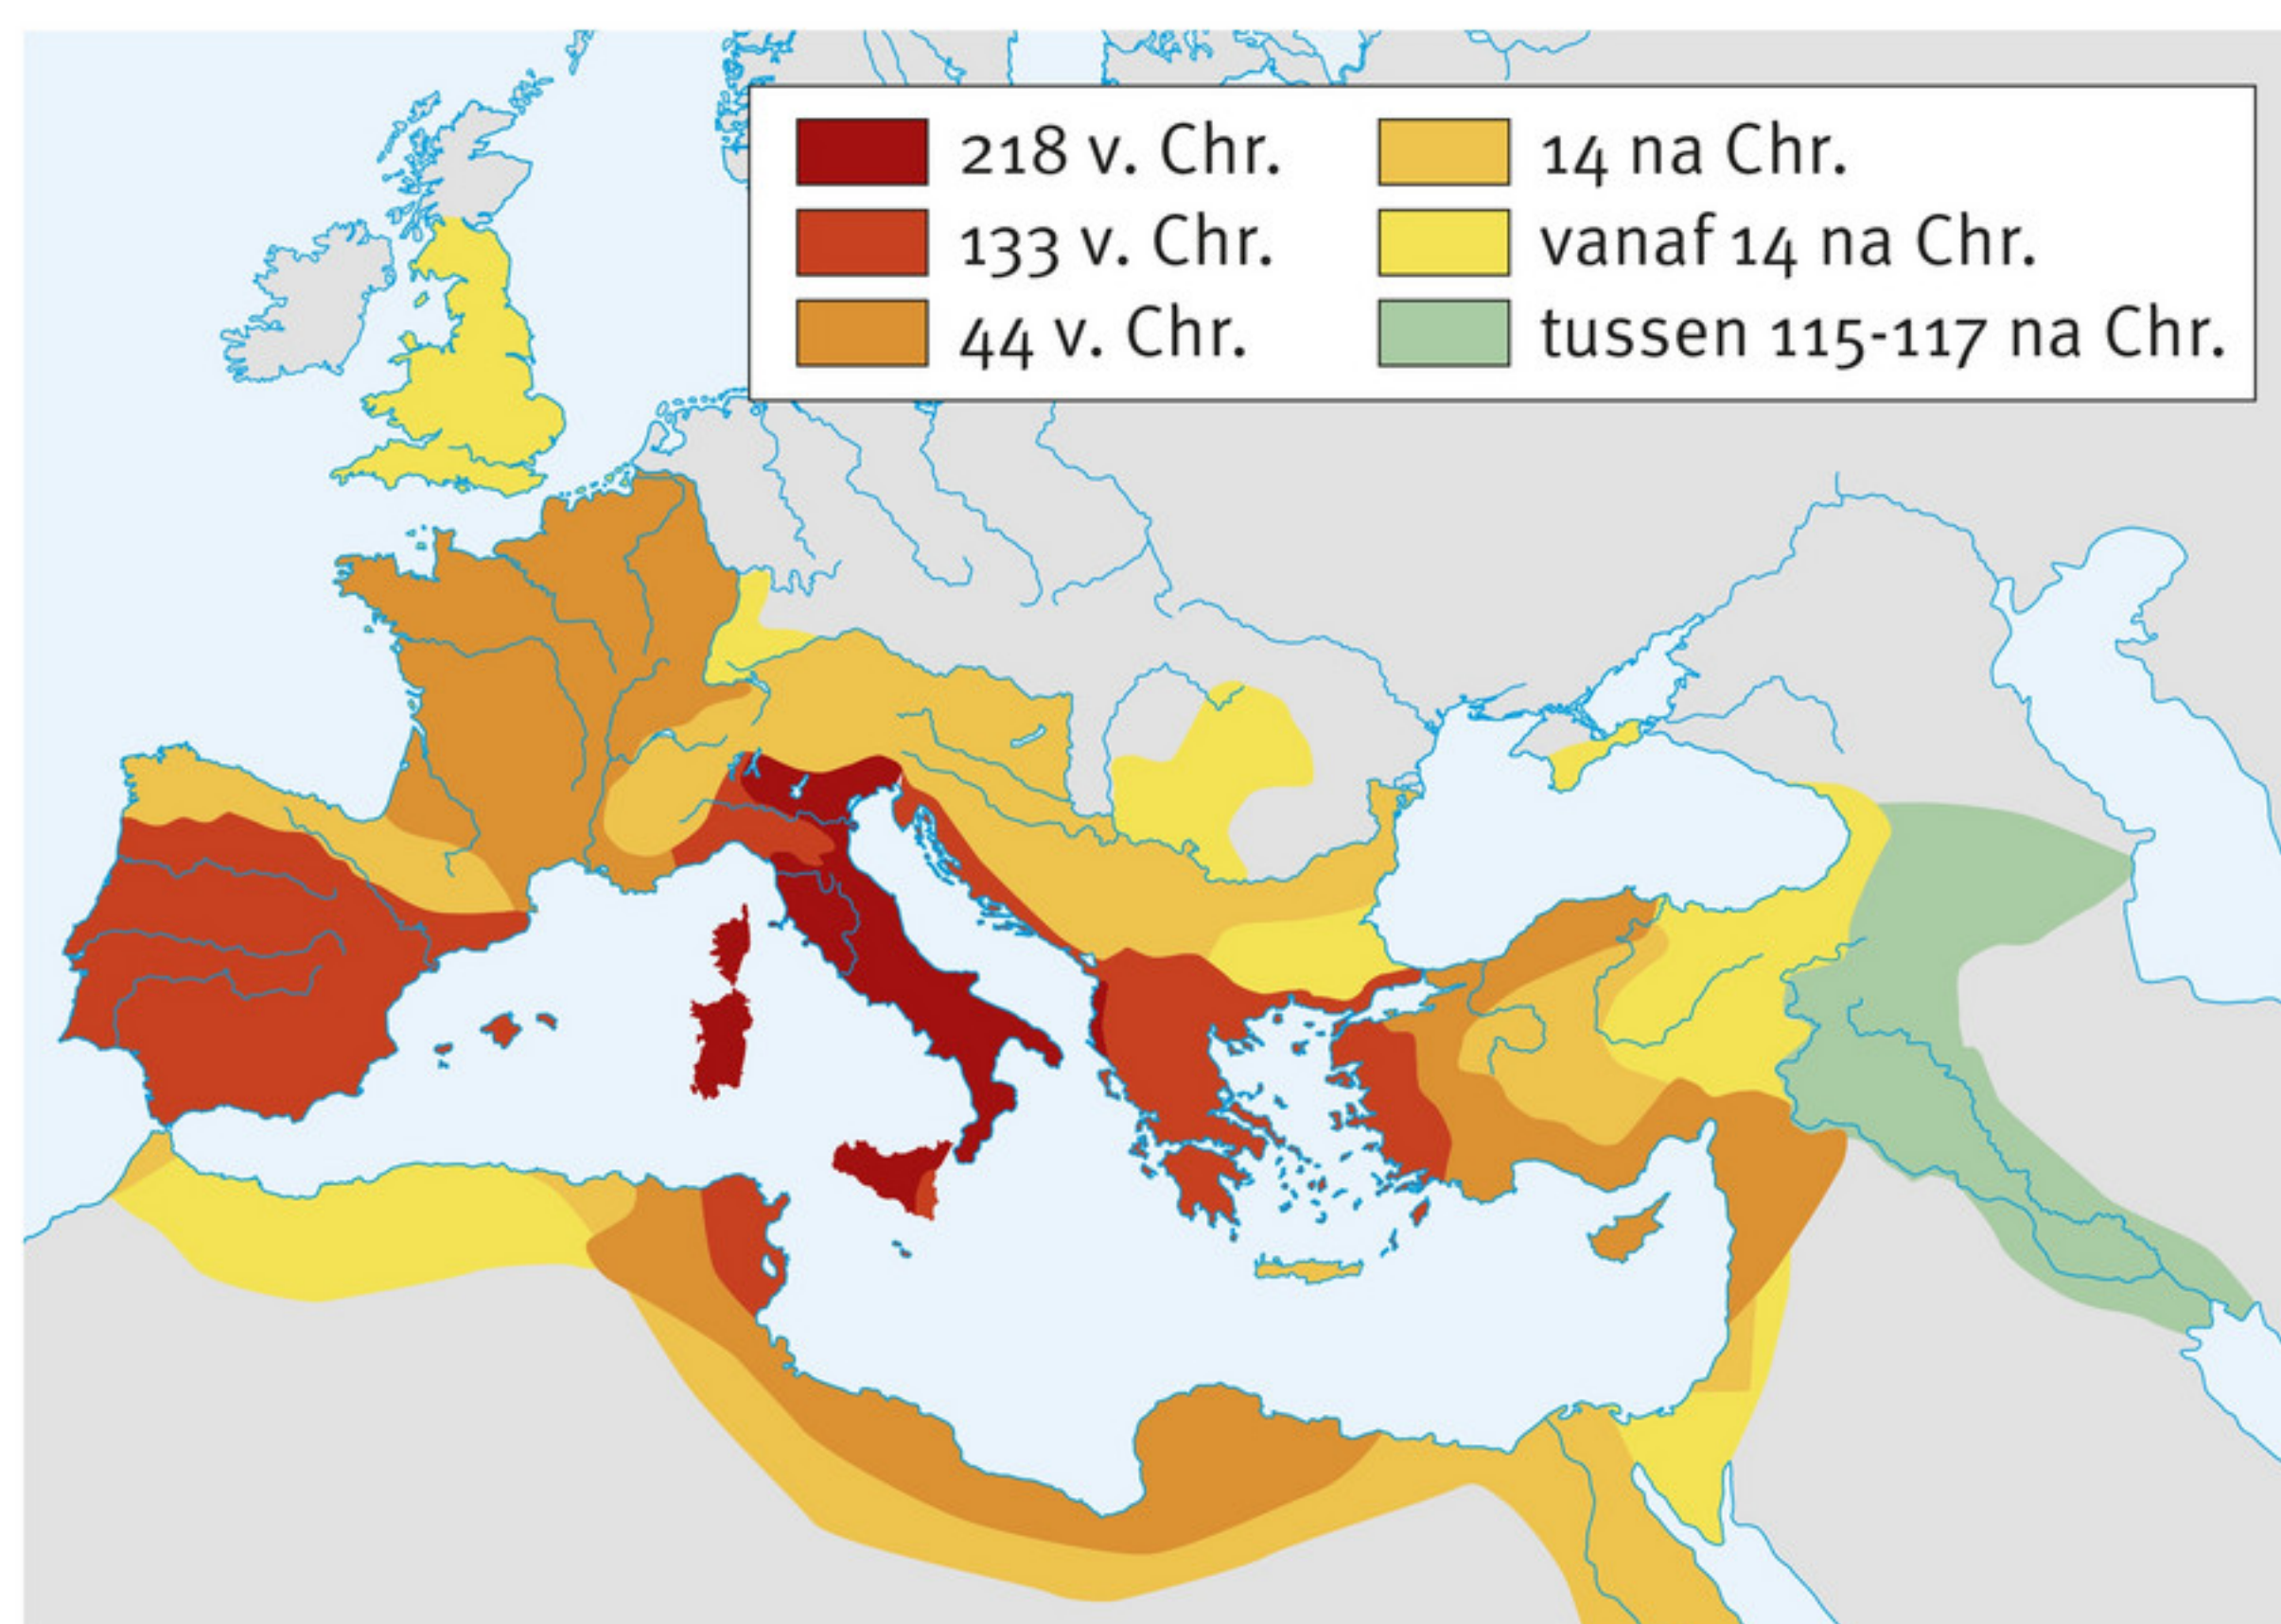 218 v. Chr.
133 v. Chr.
44 v. Chr.
14 na Chr.
vanaf 14 na Chr.
tussen 115-117 na Chr.